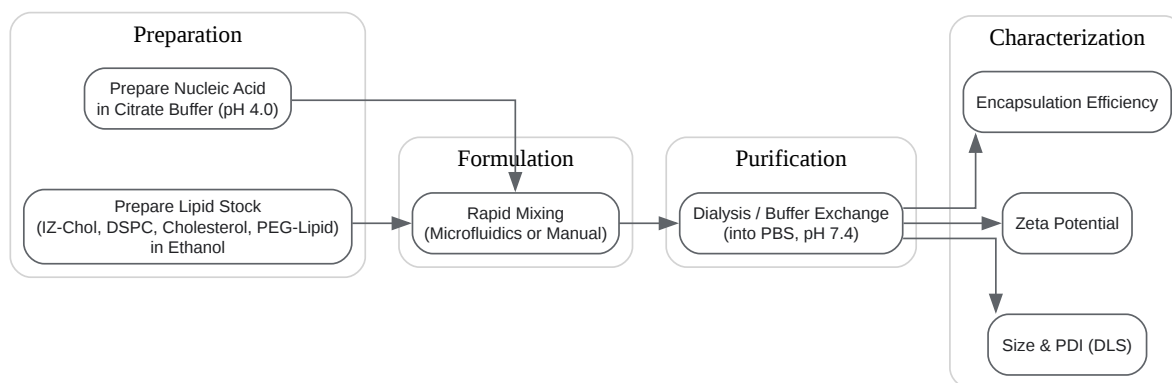 Preparation
Prepare Nucleic Acid
in Citrate Buffer (pH 4.0)
Prepare Lipid Stock
(IZ-Chol, DSPC, Cholesterol, PEG-Lipid)
in Ethanol
Formulation
Rapid Mixing
(Microfluidics or Manual)
Purification
Dialysis / Buffer Exchange
(into PBS, pH 7.4)
Characterization
Encapsulation Efficiency
Zeta Potential
Size & PDI (DLS)